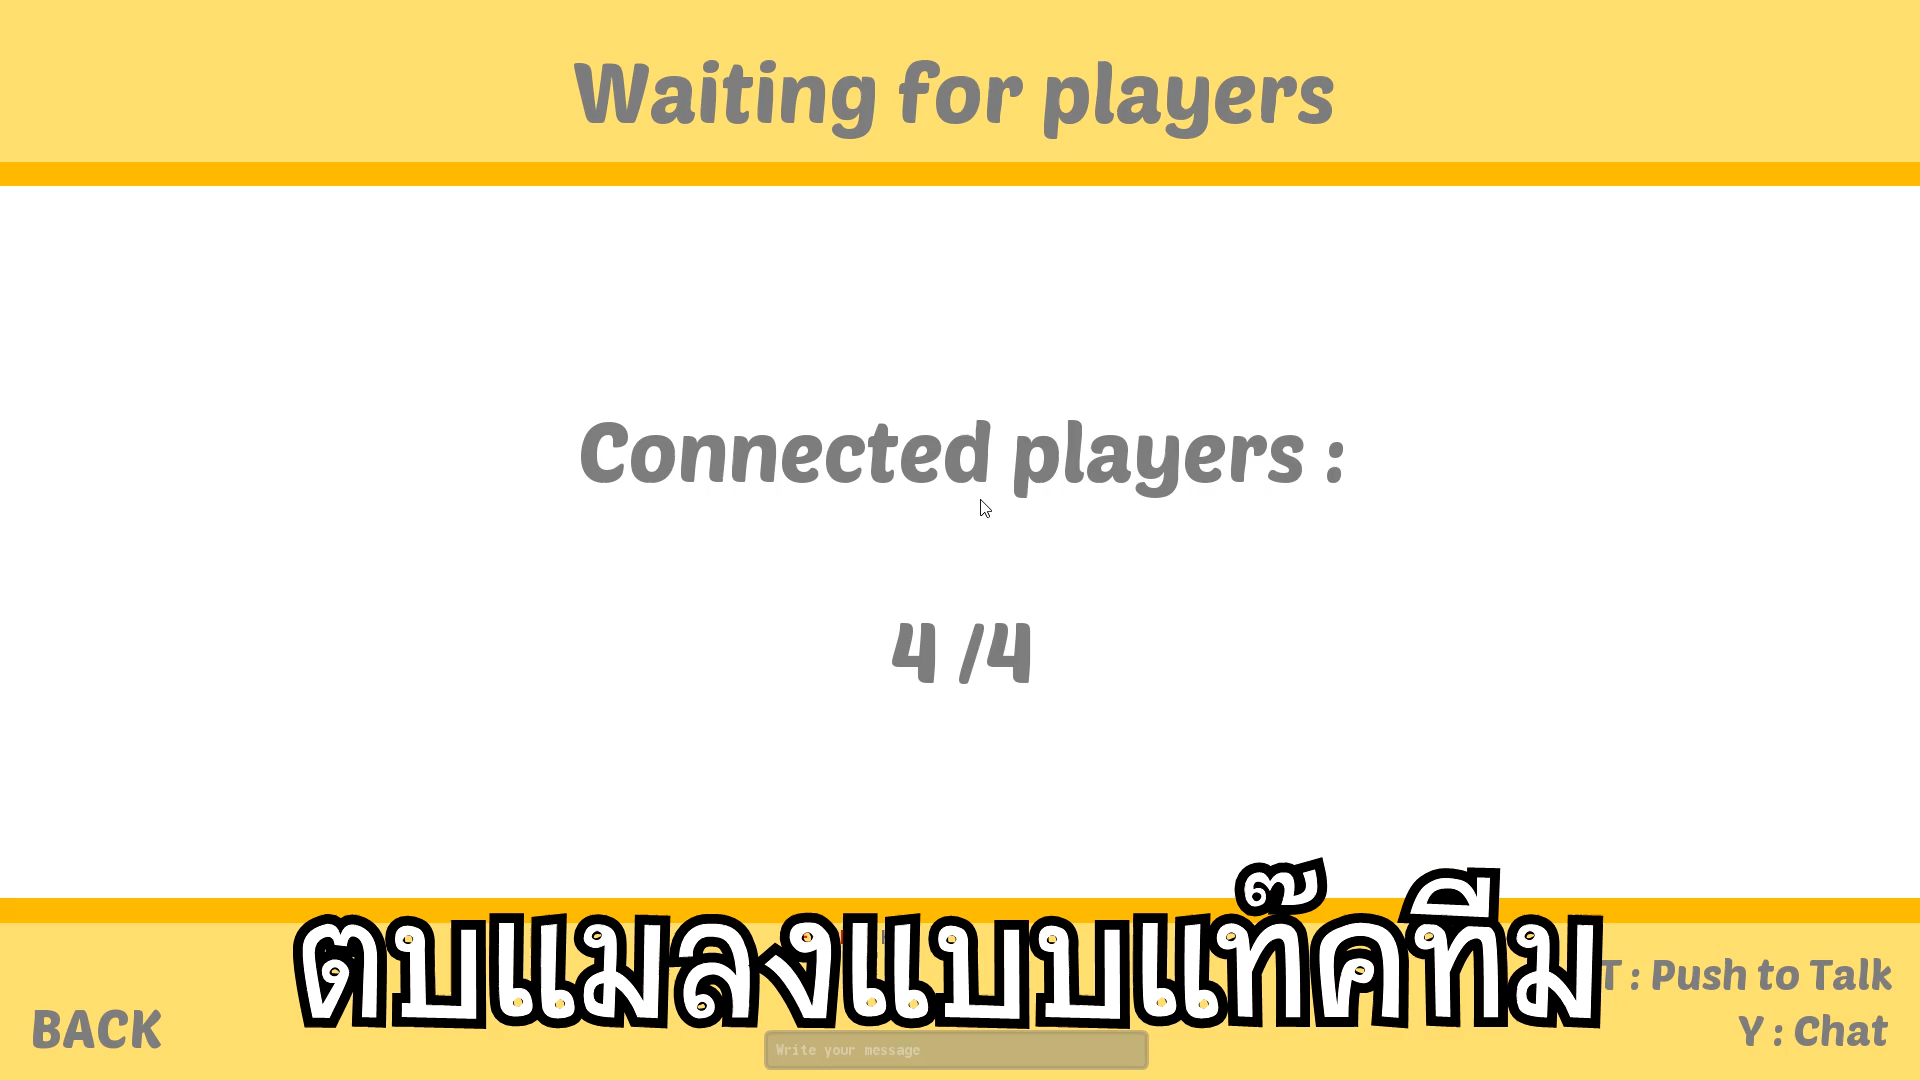 Waiting for players
Connected players :
4 /4
ตบแมลงแบบแท๊คทีม
T : Push to Talk
BACK
Y : Chat
Write your message